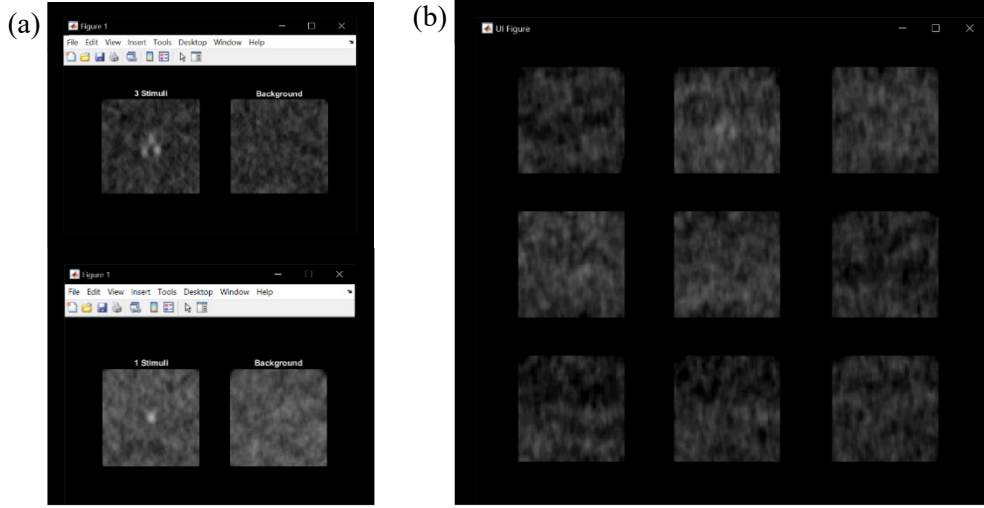 (a)
Figure 1
File Edit View Insert Tools Desktop Window Help
3 Stimuli Background
Figure 1
File Edit View Insert Tools Desktop Window Help
1 Stimuli Background
(b)
UI Figure